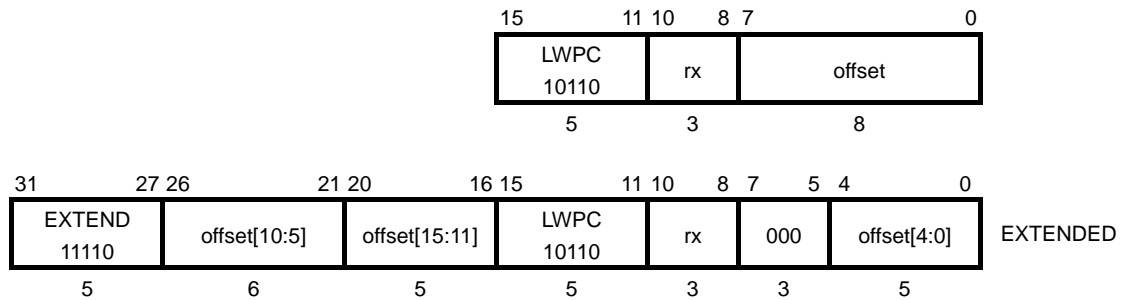 15 11 10 8 7 0
LWPC rx offset
10110
5 3 8
31 27 26 21 20 16 15 11 10 8 7 5 4 0
EXTEND offset[10:5] offset[15:11] LWPC rx 000 offset[4:0] EXTENDED
11110 10110
5 6 5 5 3 3 5